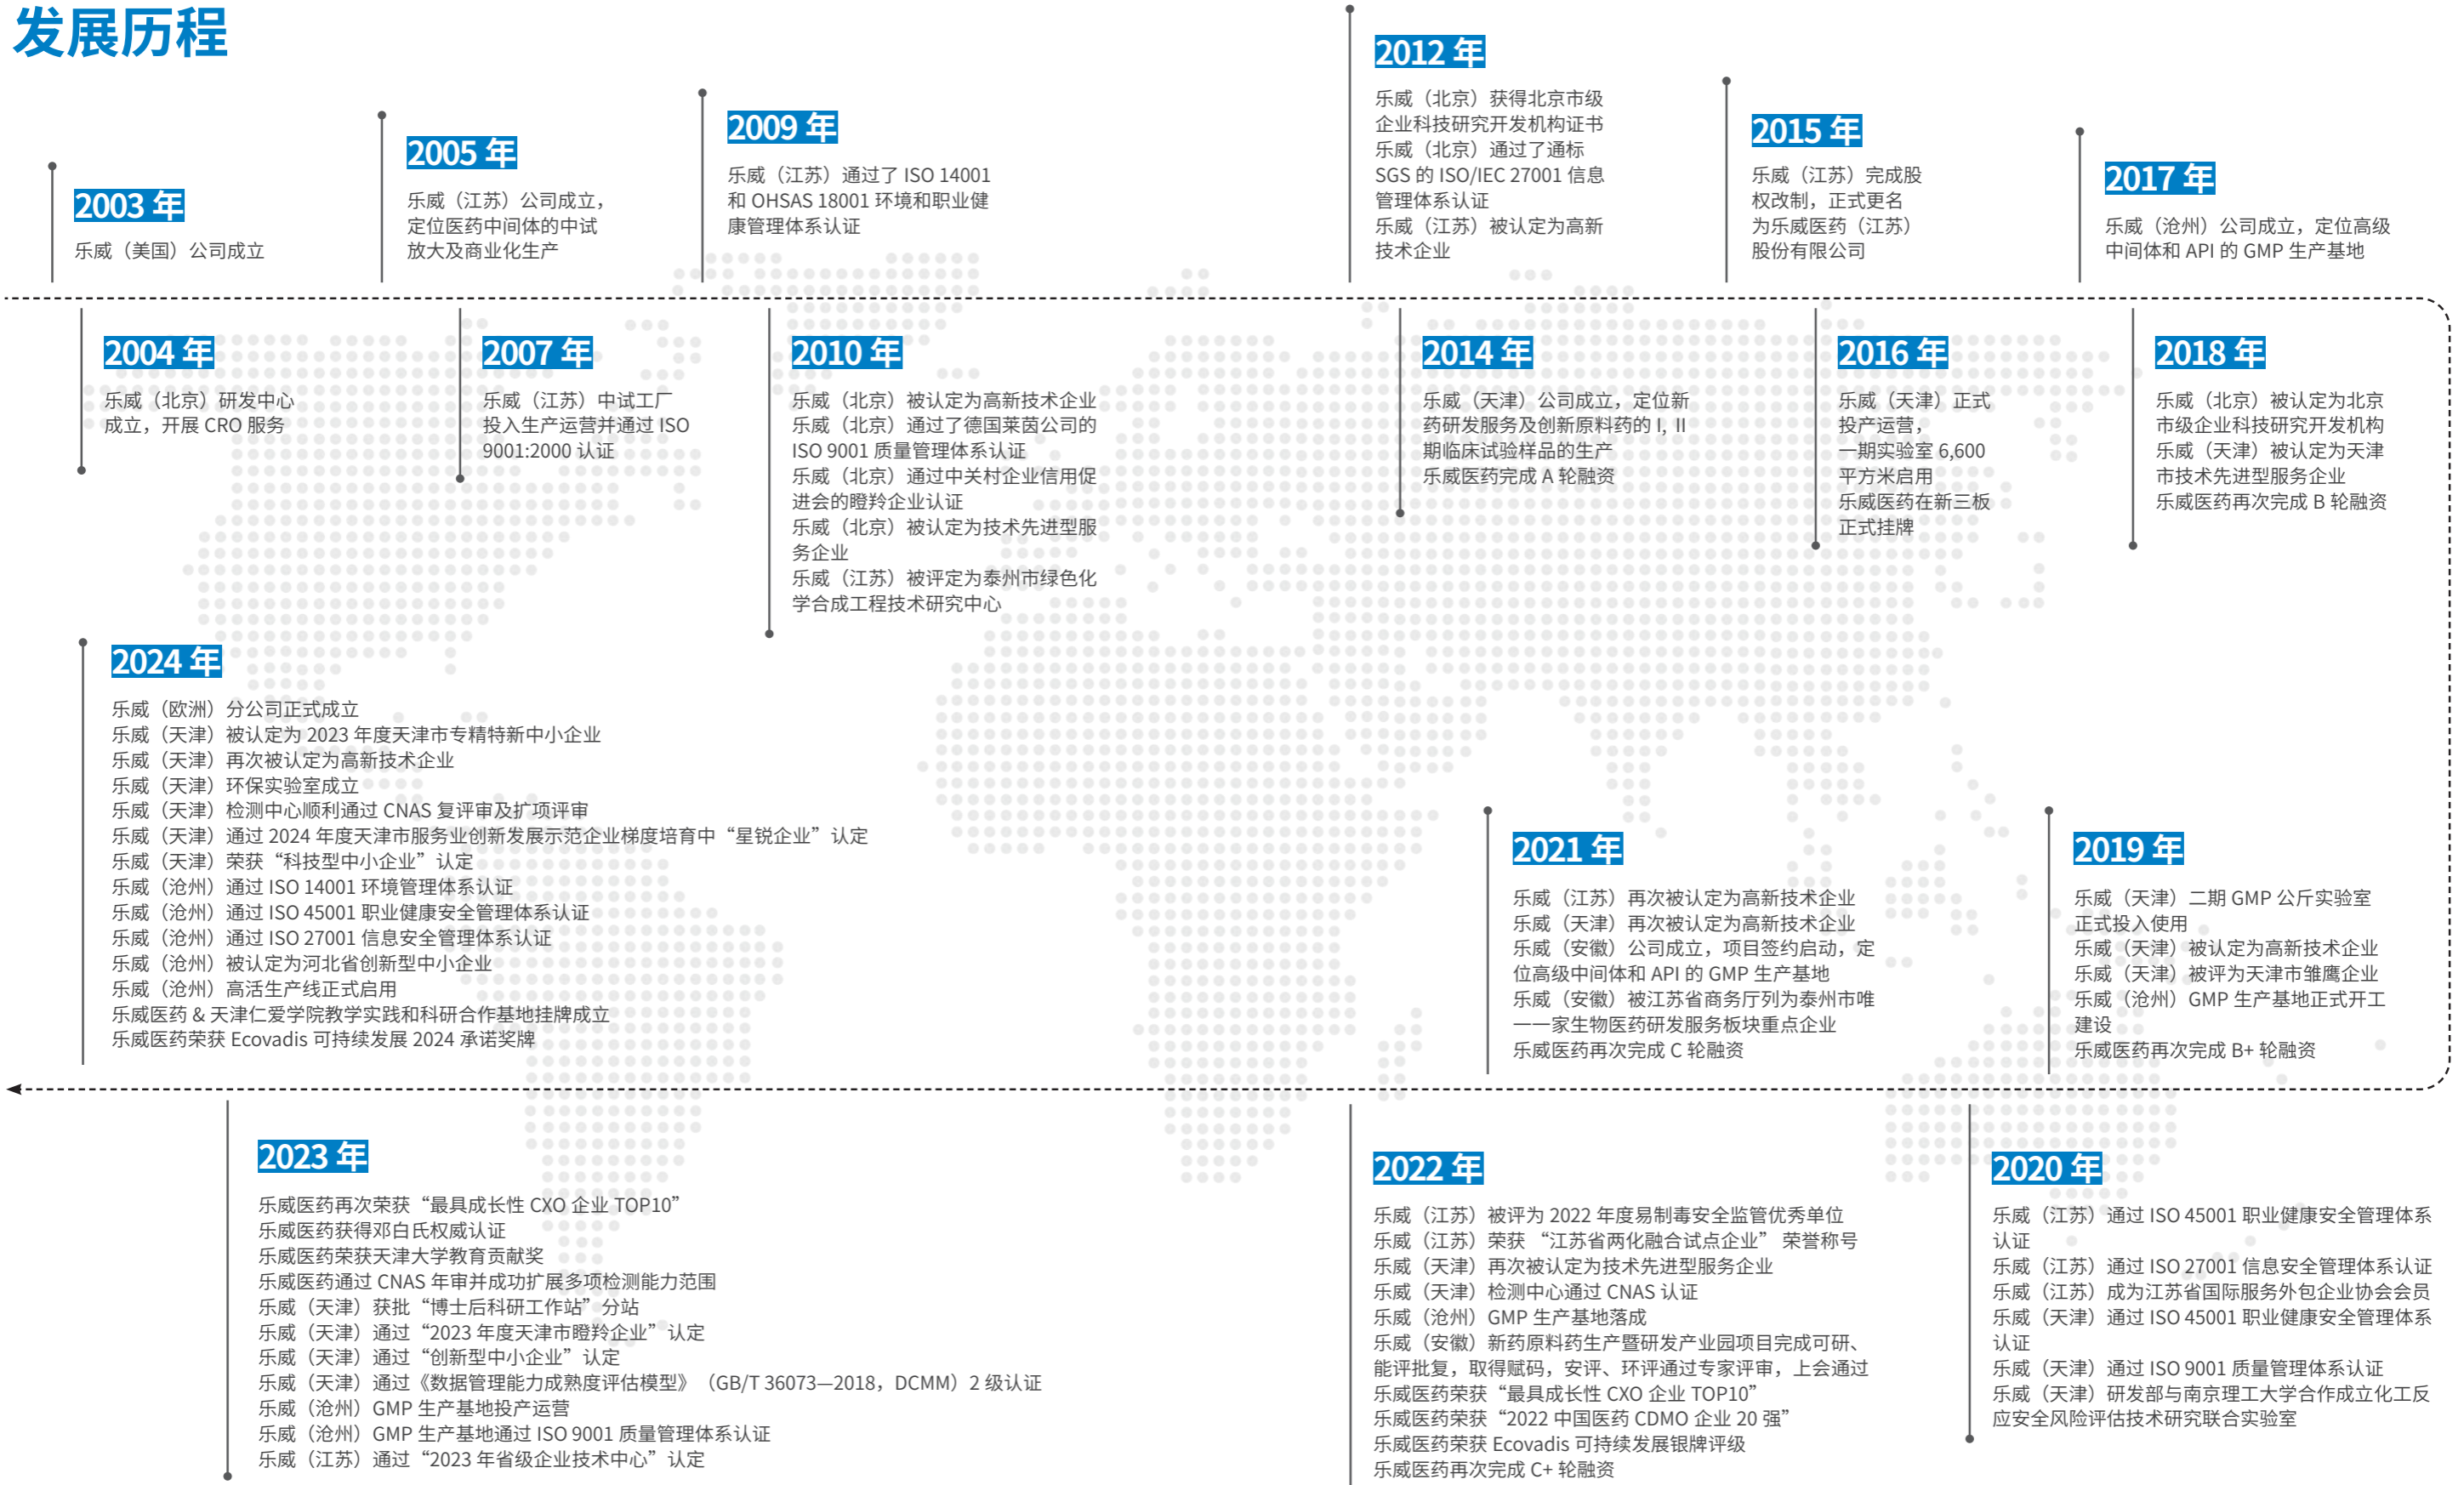 发展历程
2003 年
乐威（美国）公司成立
2004 年
乐威（北京）研发中心
成立，开展 CRO 服务
2005 年
乐威（江苏）公司成立，
定位医药中间体的中试
放大及商业化生产
2007 年
乐威（江苏）中试工厂
投入生产运营并通过 ISO
9001:2000 认证
2009 年
乐威（江苏）通过了 ISO 14001
和 OHSAS 18001 环境和职业健
康管理体系认证
2010 年
乐威（北京）被认定为高新技术企业
乐威（北京）通过了德国莱茵公司的
ISO 9001 质量管理体系认证
乐威（北京）通过中关村企业信用促
进会的瞪羚企业认证
乐威（北京）被认定为技术先进型服
务企业
乐威（江苏）被评定为泰州市绿色化
学合成工程技术研究中心
2012 年
乐威（北京）获得北京市级
企业科技研究开发机构证书
乐威（北京）通过了通标
SGS 的 ISO/IEC 27001 信息
管理体系认证
乐威（江苏）被认定为高新
技术企业
2014 年
乐威（天津）公司成立，定位新
药研发服务及创新原料药的 I, II
期临床试验样品的生产
乐威医药完成 A 轮融资
2015 年
乐威（江苏）完成股
权改制，正式更名
为乐威医药（江苏）
股份有限公司
2016 年
乐威（天津）正式
投产运营，
一期实验室 6,600
平方米启用
乐威医药在新三板
正式挂牌
2017 年
乐威（沧州）公司成立，定位高级
中间体和 API 的 GMP 生产基地
2018 年
乐威（北京）被认定为北京
市级企业科技研究开发机构
乐威（天津）被认定为天津
市技术先进型服务企业
乐威医药再次完成 B 轮融资
2019 年
乐威（天津）二期 GMP 公斤实验室
正式投入使用
乐威（天津）被认定为高新技术企业
乐威（天津）被评为天津市雏鹰企业
乐威（沧州）GMP 生产基地正式开工
建设
乐威医药再次完成 B+ 轮融资
2020 年
乐威（江苏）通过 ISO 45001 职业健康安全管理体系
认证
乐威（江苏）通过 ISO 27001 信息安全管理体系认证
乐威（江苏）成为江苏省国际服务外包企业协会会员
乐威（天津）通过 ISO 45001 职业健康安全管理体系
认证
乐威（天津）通过 ISO 9001 质量管理体系认证
乐威（天津）研发部与南京理工大学合作成立化工反
应安全风险评估技术研究联合实验室
2021 年
乐威（江苏）再次被认定为高新技术企业
乐威（天津）再次被认定为高新技术企业
乐威（安徽）公司成立，项目签约启动，定
位高级中间体和 API 的 GMP 生产基地
乐威（安徽）被江苏省商务厅列为泰州市唯
一一家生物医药研发服务板块重点企业
乐威医药再次完成 C 轮融资
2022 年
乐威（江苏）被评为 2022 年度易制毒安全监管优秀单位
乐威（江苏）荣获 “江苏省两化融合试点企业” 荣誉称号
乐威（天津）再次被认定为技术先进型服务企业
乐威（天津）检测中心通过 CNAS 认证
乐威（沧州）GMP 生产基地落成
乐威（安徽）新药原料药生产暨研发产业园项目完成可研、
能评批复，取得赋码，安评、环评通过专家评审，上会通过
乐威医药荣获“最具成长性 CXO 企业 TOP10”
乐威医药荣获“2022 中国医药 CDMO 企业 20 强”
乐威医药荣获 Ecovadis 可持续发展银牌评级
乐威医药再次完成 C+ 轮融资
2023 年
乐威医药再次荣获“最具成长性 CXO 企业 TOP10”
乐威医药获得邓白氏权威认证
乐威医药荣获天津大学教育贡献奖
乐威医药通过 CNAS 年审并成功扩展多项检测能力范围
乐威（天津）获批“博士后科研工作站”分站
乐威（天津）通过“2023 年度天津市瞪羚企业”认定
乐威（天津）通过“创新型中小企业”认定
乐威（天津）通过《数据管理能力成熟度评估模型》（GB/T 36073—2018，DCMM）2 级认证
乐威（沧州）GMP 生产基地投产运营
乐威（沧州）GMP 生产基地通过 ISO 9001 质量管理体系认证
乐威（江苏）通过“2023 年省级企业技术中心”认定
2024 年
乐威（欧洲）分公司正式成立
乐威（天津）被认定为 2023 年度天津市专精特新中小企业
乐威（天津）再次被认定为高新技术企业
乐威（天津）环保实验室成立
乐威（天津）检测中心顺利通过 CNAS 复评审及扩项评审
乐威（天津）通过 2024 年度天津市服务业创新发展示范企业梯度培育中“星锐企业”认定
乐威（天津）荣获“科技型中小企业”认定
乐威（沧州）通过 ISO 14001 环境管理体系认证
乐威（沧州）通过 ISO 45001 职业健康安全管理体系认证
乐威（沧州）通过 ISO 27001 信息安全管理体系认证
乐威（沧州）被认定为河北省创新型中小企业
乐威（沧州）高活生产线正式启用
乐威医药 & 天津仁爱学院教学实践和科研合作基地挂牌成立
乐威医药荣获 Ecovadis 可持续发展 2024 承诺奖牌